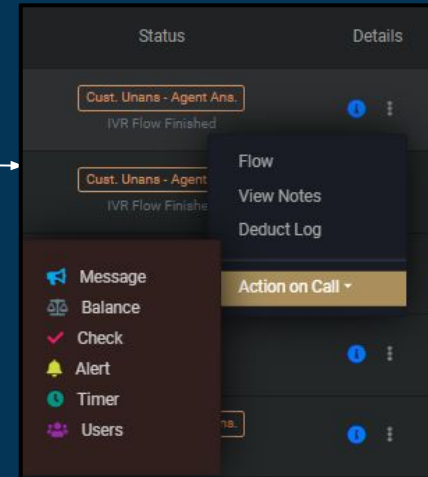 Status Details
Cust. Unans - Agent Ans.
IVR Flow Finished
Cust. Unans - Agent
IVR Flow Finishe
Flow
View Notes
Deduct Log
Action on Call
Message
Balance
Check
Alert
Timer
Users
ns.